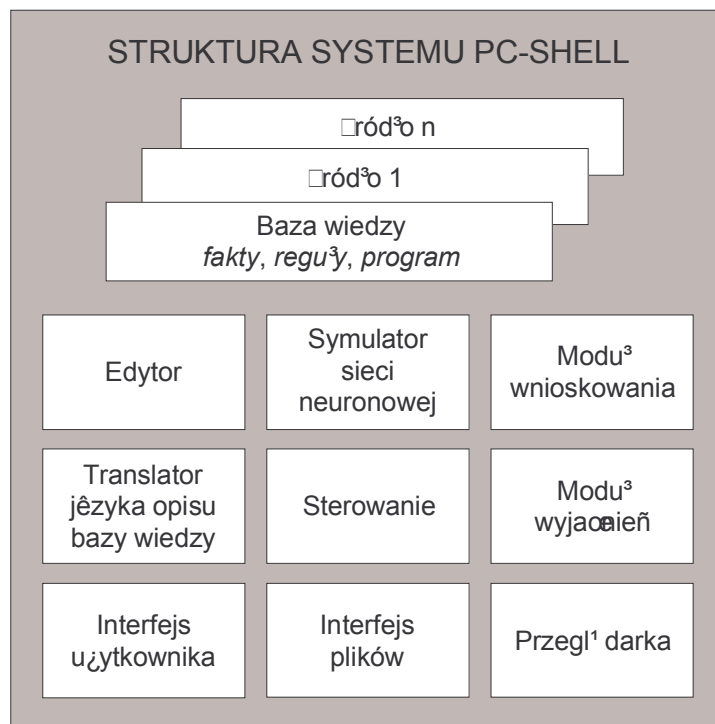 STRUKTURA SYSTEMU PC-SHELL
□ród³o n
□ród³o 1
Baza wiedzy
fakty, regu³y, program
Edytor
Symulator
sieci
neuronowej
Modu³
wnioskowania
Translator
jêzyka opisu
bazy wiedzy
Sterowanie
Modu³
wyjaœnieñ
Interfejs
u¿ytkownika
Interfejs
plików
Przegl¹ darka